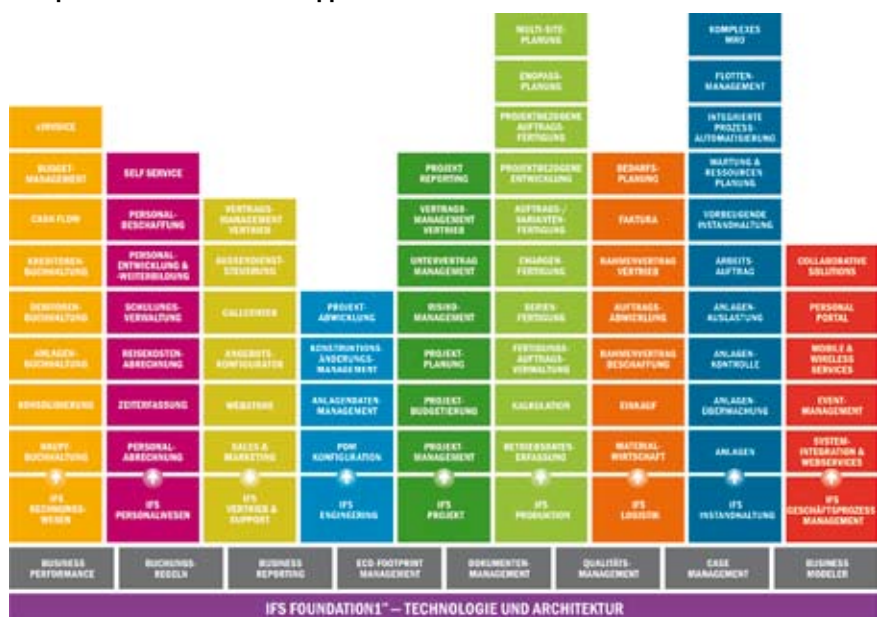 MULTI-SITE-
PLANUNG
ENGPASS-
PLANUNG
PROJEKTBEZOGENE
AUFTRAGS-
FERTIGUNG
PROJEKTBEZOGENE
ENTWICKLUNG
AUFTRAGS- /
VARIANTEN-
FERTIGUNG
CHARGEN-
FERTIGUNG
SERIEN-
FERTIGUNG
FERTIGUNGS-
AUFTRAGS-
VERWALTUNG
KALKULATION
BETRIEBSDATEN-
ERFASSUNG
IFS
PRODUKTION
KOMPLEXES
MRO
FLOTTEN-
MANAGEMENT
INTEGRIERTE
PROZESS-
AUTOMATISIERUNG
WARTUNG &
RESSOURCEN
PLANUNG
VORBEUGENDE
INSTANDHALTUNG
ARBEITS-
AUFTRAG
ANLAGEN-
AUSLASTUNG
ANLAGEN-
KONTROLLE
ANLAGEN-
ÜBERWACHUNG
ANLAGEN
IFS
INSTANDHALTUNG
eINVOICE
BUDGET-
MANAGEMENT
CASH FLOW
KREDITOREN-
BUCHHALTUNG
DEBITOREN-
BUCHHALTUNG
ANLAGEN-
BUCHHALTUNG
KONSOLIDIERUNG
HAUPT-
BUCHHALTUNG
IFS
RECHNUNGS-
WESEN
SELF SERVICE
PERSONAL-
BESCHAFFUNG
PERSONAL-
ENTWICKLUNG &
-WEITERBILDUNG
SCHULUNGS-
VERWALTUNG
REISEKOSTEN-
ABRECHNUNG
ZEITERFASSUNG
PERSONAL-
ABRECHNUNG
IFS
PERSONALWESEN
VERTRAGS-
MANAGEMENT
VERTRIEB
AUSSENDIENST-
STEUERUNG
CALLCENTER
ANGEBOTS-
KONFIGURATOR
WEBSTORE
SALES &
MARKETING
IFS
VERTRIEB &
SUPPORT
PROJEKT-
ABWICKLUNG
KONSTRUKTIONS-
ÄNDERUNGS-
MANAGEMENT
ANLAGENDATEN-
MANAGEMENT
PDM
KONFIGURATION
IFS
ENGINEERING
PROJEKT
REPORTING
VERTRAGS-
MANAGEMENT
VERTRIEB
UNTERVERTRAG
MANAGEMENT
RISIKO-
MANAGEMENT
PROJEKT-
PLANUNG
PROJEKT-
BUDGETIERUNG
PROJEKT-
MANAGEMENT
IFS
PROJEKT
BEDARFS-
PLANUNG
FAKTURA
RAHMENVERTRAG
VERTRIEB
AUFTRAGS-
ABWICKLUNG
RAHMENVERTRAG
BESCHAFFUNG
EINKAUF
MATERIAL-
WIRTSCHAFT
IFS
LOGISTIK
COLLABORATIVE
SOLUTIONS
PERSONAL
PORTAL
MOBILE &
WIRELESS
SERVICES
EVENT-
MANAGEMENT
SYSTEM-
INTEGRATION &
WEBSERVICES
IFS
GESCHÄFTSPROZESS
MANAGEMENT
BUSINESS
PERFORMANCE
BUCHUNGS-
REGELN
BUSINESS
REPORTING
ECO-FOOTPRINT
MANAGEMENT
DOKUMENTEN-
MANAGEMENT
QUALITÄTS-
MANAGEMENT
CASE
MANAGEMENT
BUSINESS
MODELER
IFS FOUNDATION1™ – TECHNOLOGIE UND ARCHITEKTUR